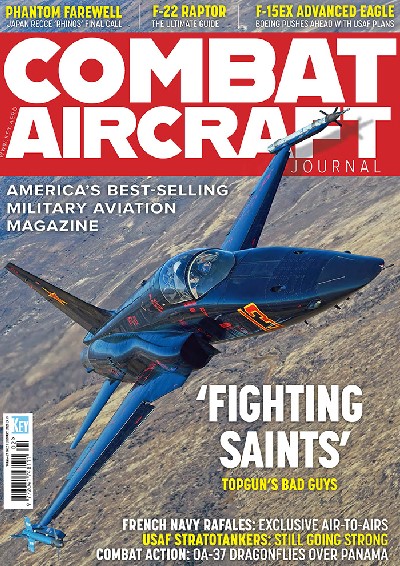 PHANTOM FAREWELL
JAPAN RECCE 'RHINOS' FINAL CALL
F-22 RAPTOR
THE ULTIMATE GUIDE
F-15EX ADVANCED EAGLE
BOEING PUSHES AHEAD WITH USAF PLANS
COMBAT
AIRCRAFT
JOURNAL
AMERICA'S BEST-SELLING
MILITARY AVIATION
MAGAZINE
'FIGHTING
SAINTS'
TOPGUN'S BAD GUYS
KEY
FRENCH NAVY RAFALES: EXCLUSIVE AIR-TO-AIRS
USAF STRATOTANKERS: STILL GOING STRONG
COMBAT ACTION: OA-37 DRAGONFLIES OVER PANAMA